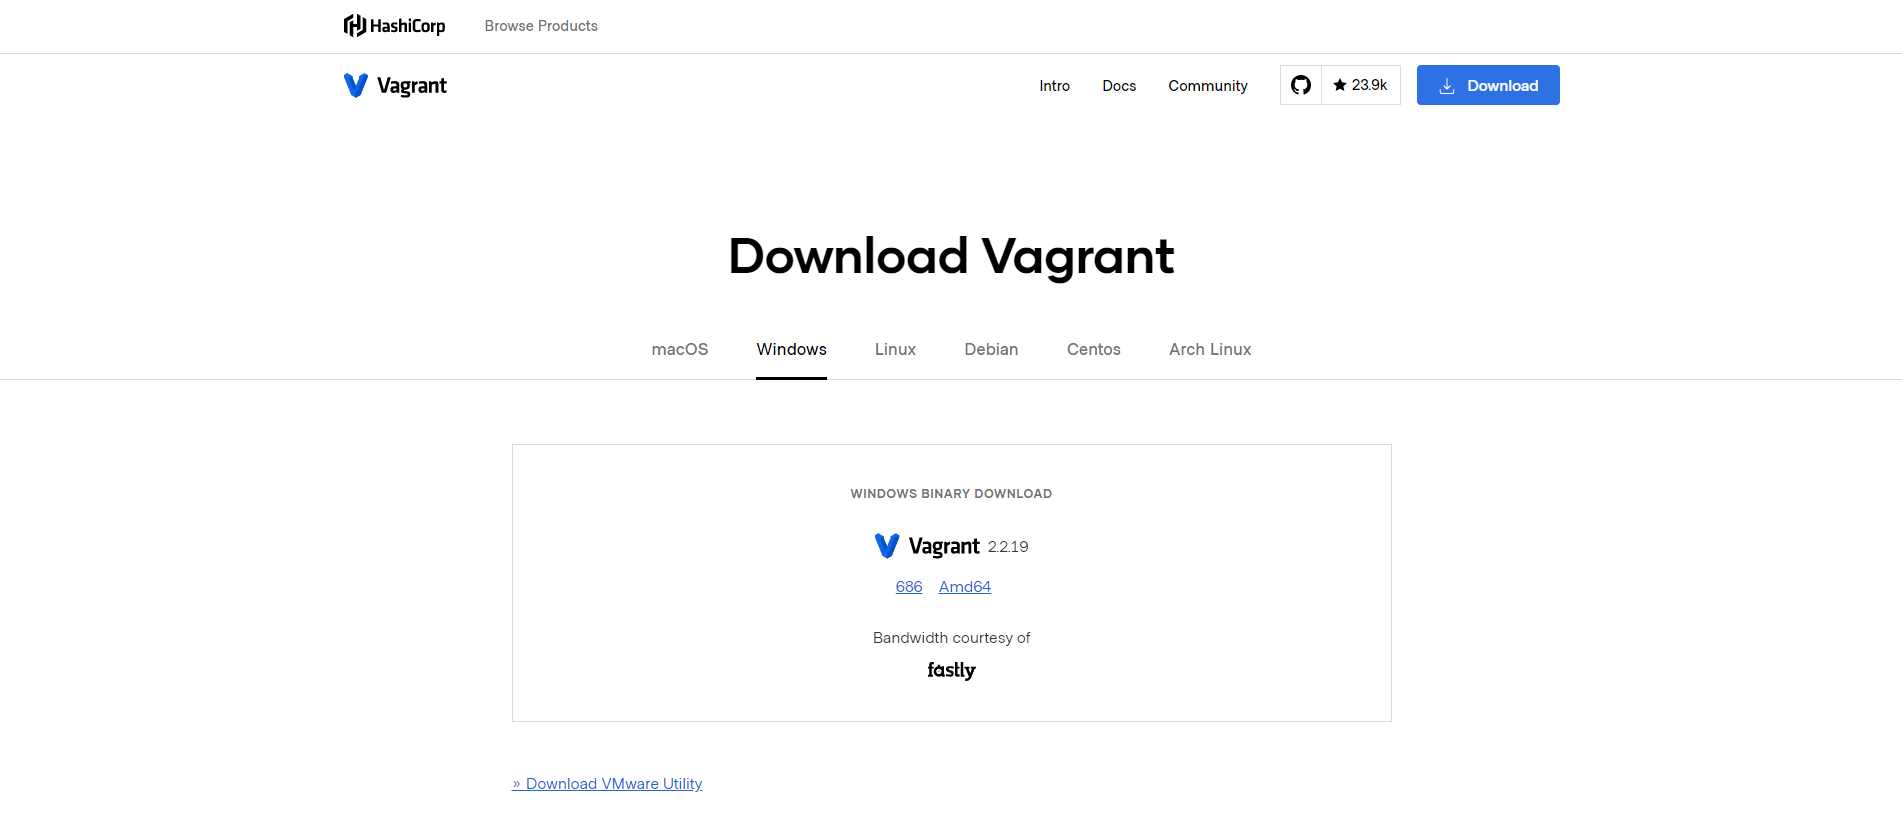 HashiCorp Browse Products
Vagrant Intro Docs Community 23.9k Download
Download Vagrant
macOS Windows Linux Debian Centos Arch Linux
WINDOWS BINARY DOWNLOAD
Vagrant 2.2.19
686 Amd64
Bandwidth courtesy of
fastly
» Download VMware Utility